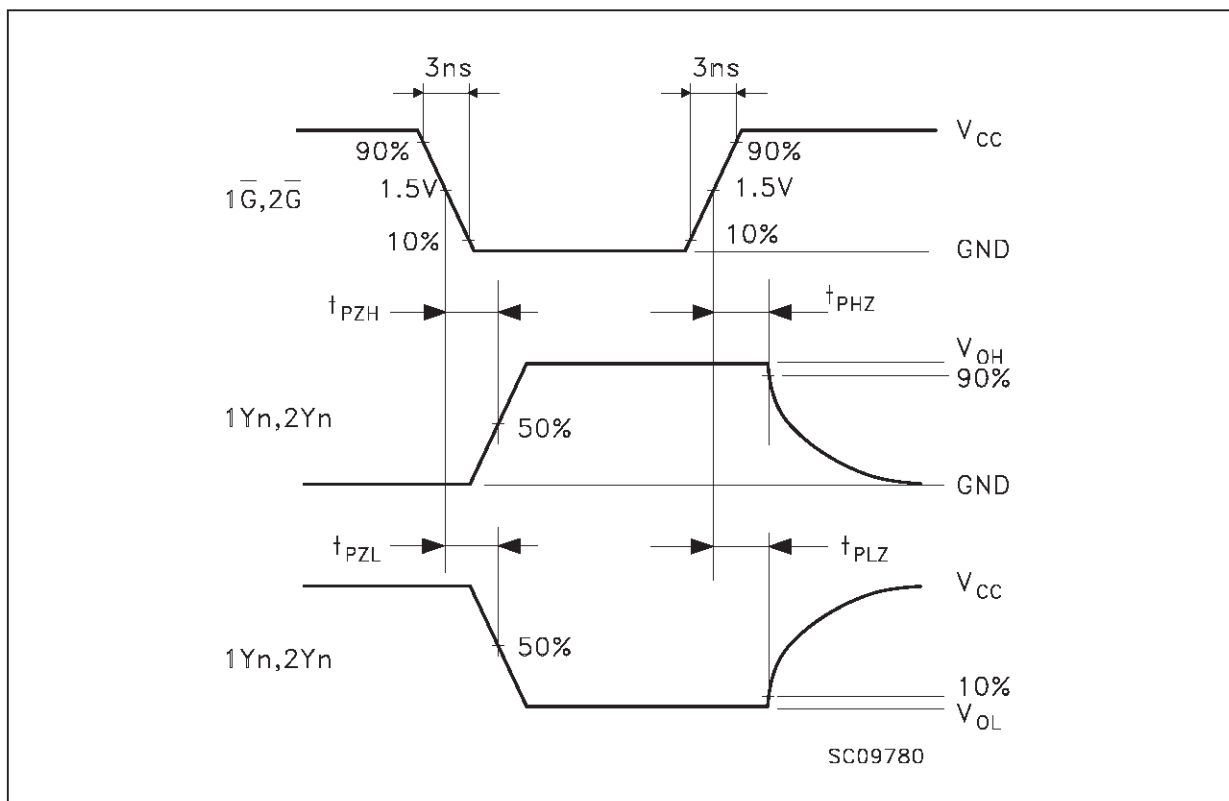 3ns 3ns
V_CC
90% 90%
1G̅,2G̅ 1.5V 1.5V
10% 10%
GND
t_PZH t_PHZ
V_OH
90%
1Yn,2Yn 50%
GND
t_PZL t_PLZ
V_CC
1Yn,2Yn 50%
10%
V_OL
SC09780